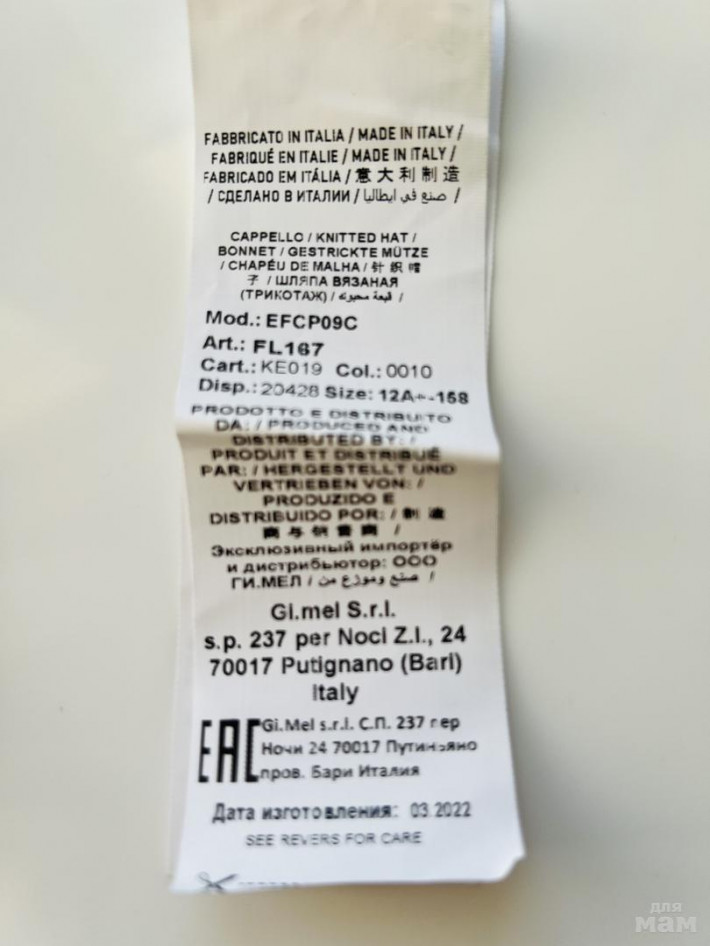 FABBRICATO IN ITALIA / MADE IN ITALY /
FABRIQUÉ EN ITALIE / MADE IN ITALY /
FABRICADO EM ITÁLIA / 意大利制造
/ СДЕЛАНО В ИТАЛИИ / صنع في ايطاليا /
CAPPELLO / KNITTED HAT /
BONNET / GESTRICKTE MÜTZE
/ CHAPÉU DE MALHA / 针织帽
子 / ШЛЯПА ВЯЗАНАЯ
(ТРИКОТАЖ) / قبعة /
Mod.: EFCP09C
Art.: FL167
Cart.: KE019 Col.: 0010
Disp.: 20428 Size: 12A+-158
PRODOTTO E DISTRIBUITO
DA: / PRODUCED AND
DISTRIBUTED BY: /
PRODUIT ET DISTRIBUÉ
PAR: / HERGESTELLT UND
VERTRIEBEN VON: /
PRODUZIDO E
DISTRIBUIDO POR: / 制造
商与销售商 /
Эксклюзивный импортёр
и дистрибьютор: ООО
ГИ.МЕЛ / صنع وموزع من /
Gi.mel S.r.l.
s.p. 237 per Noci Z.I., 24
70017 Putignano (Bari)
Italy
EAC
Gi.Mel s.r.l. С.П. 237 пер
Ночи 24 70017 Путиньяно
пров. Бари Италия
Дата изготовления: 03.2022
SEE REVERS FOR CARE
для
мам